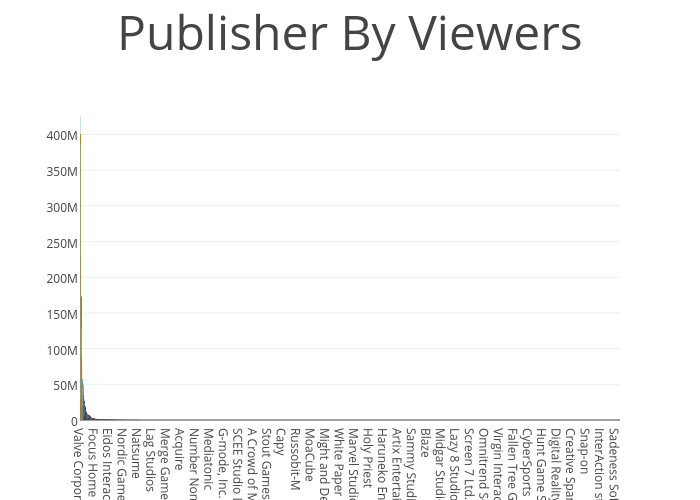 Publisher By Viewers
400M
350M
300M
250M
200M
150M
100M
50M
0
Valve Corpor
Focus Home
Eidos Interac
Nordic Game
Natsume
Lag Studios
Merge Game
Acquire
Number Non
Mediatonic
G-mode, Inc.
SCEE Studio
A Crowd of M
Stout Games
Capy
Russobit-M
MoaCube
Might and De
White Paper
Marvel Studi
Holy Priest
Haruneko En
Artix Entertai
Sammy Studi
Blaze
Midgar Studi
Lazy 8 Studio
Screen 7 Ltd.
Omnitrend S
Virgin Interac
Fallen Tree G
CyberSports
Hunt Game S
Digital Reality
Creative Spar
Snap-on
InterAction s
Sadeness Sof